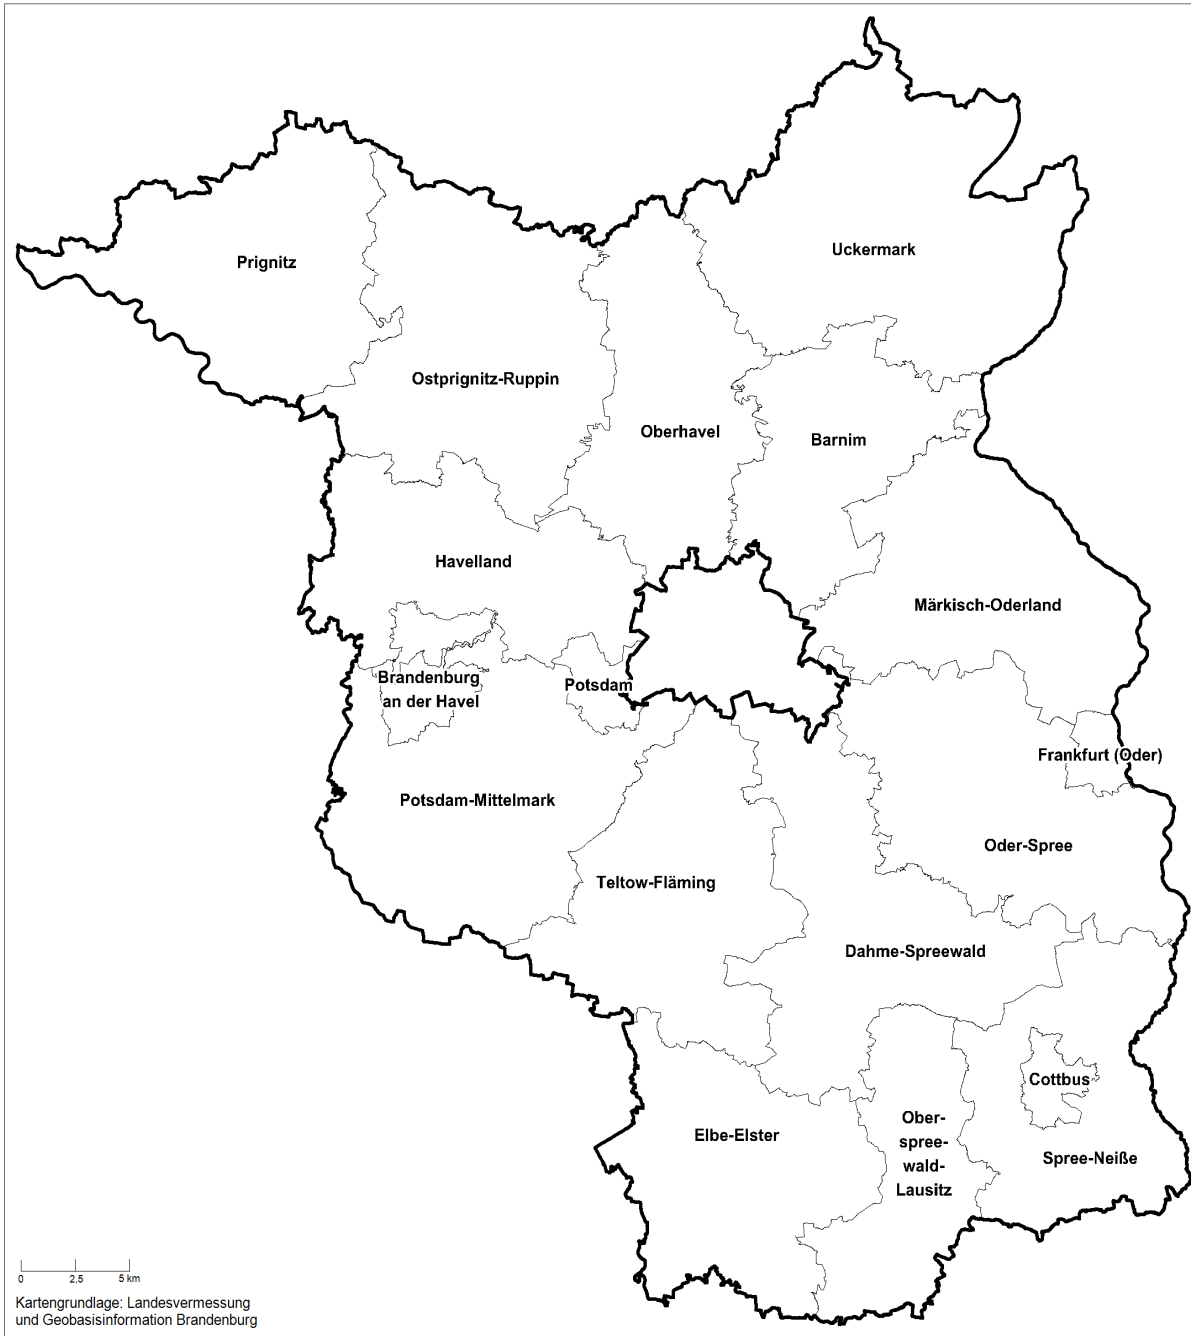 Uckermark
Prignitz
Ostprignitz-Ruppin
Oberhavel
Barnim
Havelland
Märkisch-Oderland
Brandenburg
an der Havel
Potsdam
Frankfurt (Oder)
Potsdam-Mittelmark
Oder-Spree
Teltow-Fläming
Dahme-Spreewald
Cottbus
Ober-
spree-
wald-
Lausitz
Elbe-Elster
Spree-Neiße
0 2,5 5 km
Kartengrundlage: Landesvermessung
und Geobasisinformation Brandenburg